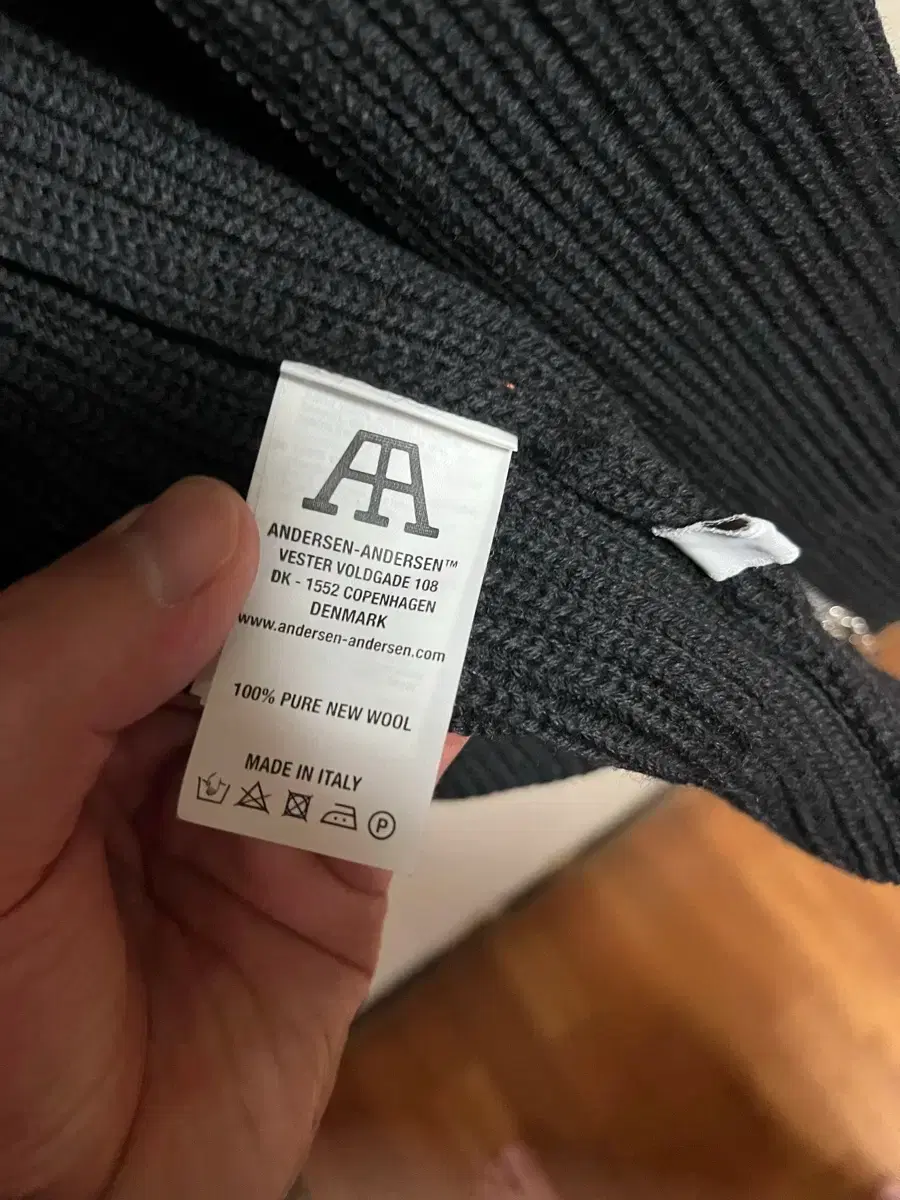 AA
ANDERSEN-ANDERSEN™
VESTER VOLDGADE 108
DK - 1552 COPENHAGEN
DENMARK
www.andersen-andersen.com
100% PURE NEW WOOL
MADE IN ITALY
P